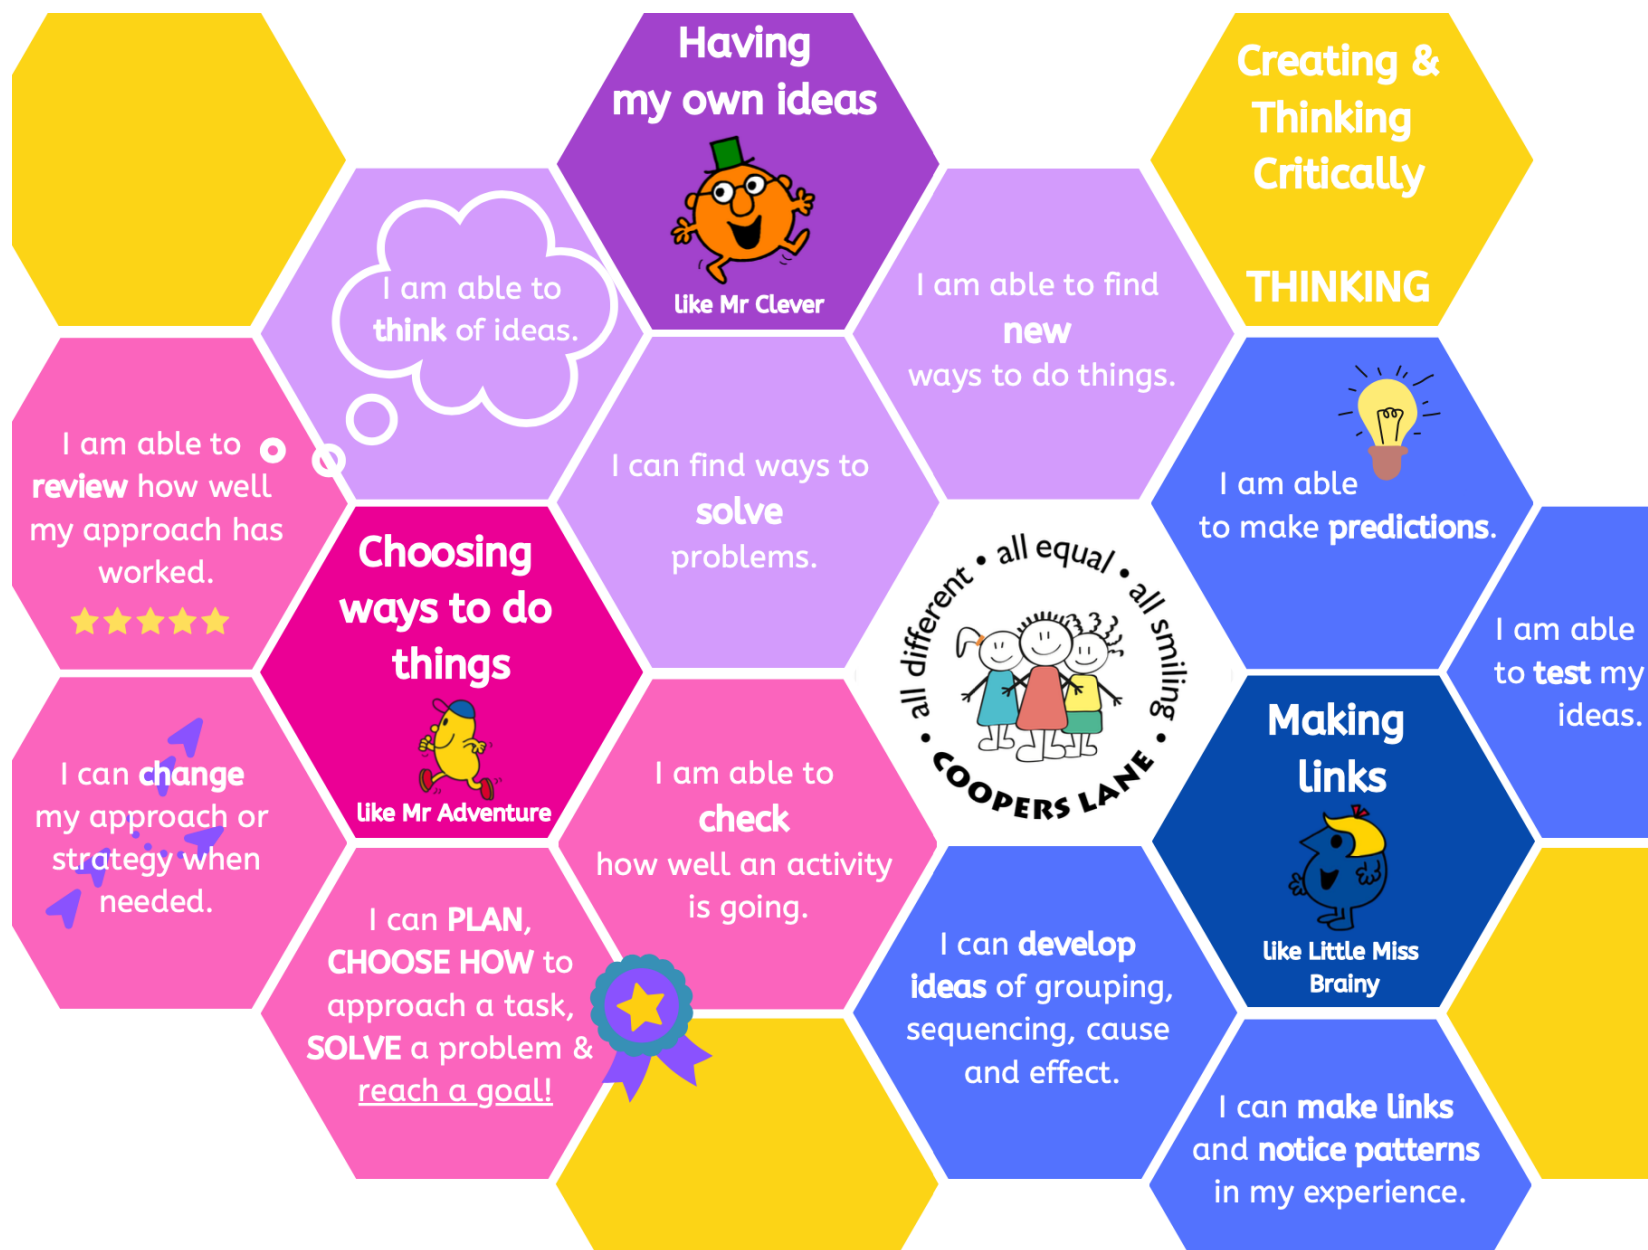 Having
my own ideas
like Mr Clever
Creating &
Thinking
Critically
THINKING
I am able to
think of ideas.
I am able to find
new
ways to do things.
I can find ways to
solve
problems.
I am able to
review how well
my approach has
worked.
Choosing
ways to do
things
like Mr Adventure
I can change
my approach or
strategy when
needed.
I can PLAN,
CHOOSE HOW to
approach a task,
SOLVE a problem &
reach a goal!
I am able to
check
how well an activity
is going.
• all different • all equal • all smiling •
COOPERS LANE
I am able
to make predictions.
I am able
to test my
ideas.
Making
links
like Little Miss
Brainy
I can develop
ideas of grouping,
sequencing, cause
and effect.
I can make links
and notice patterns
in my experience.